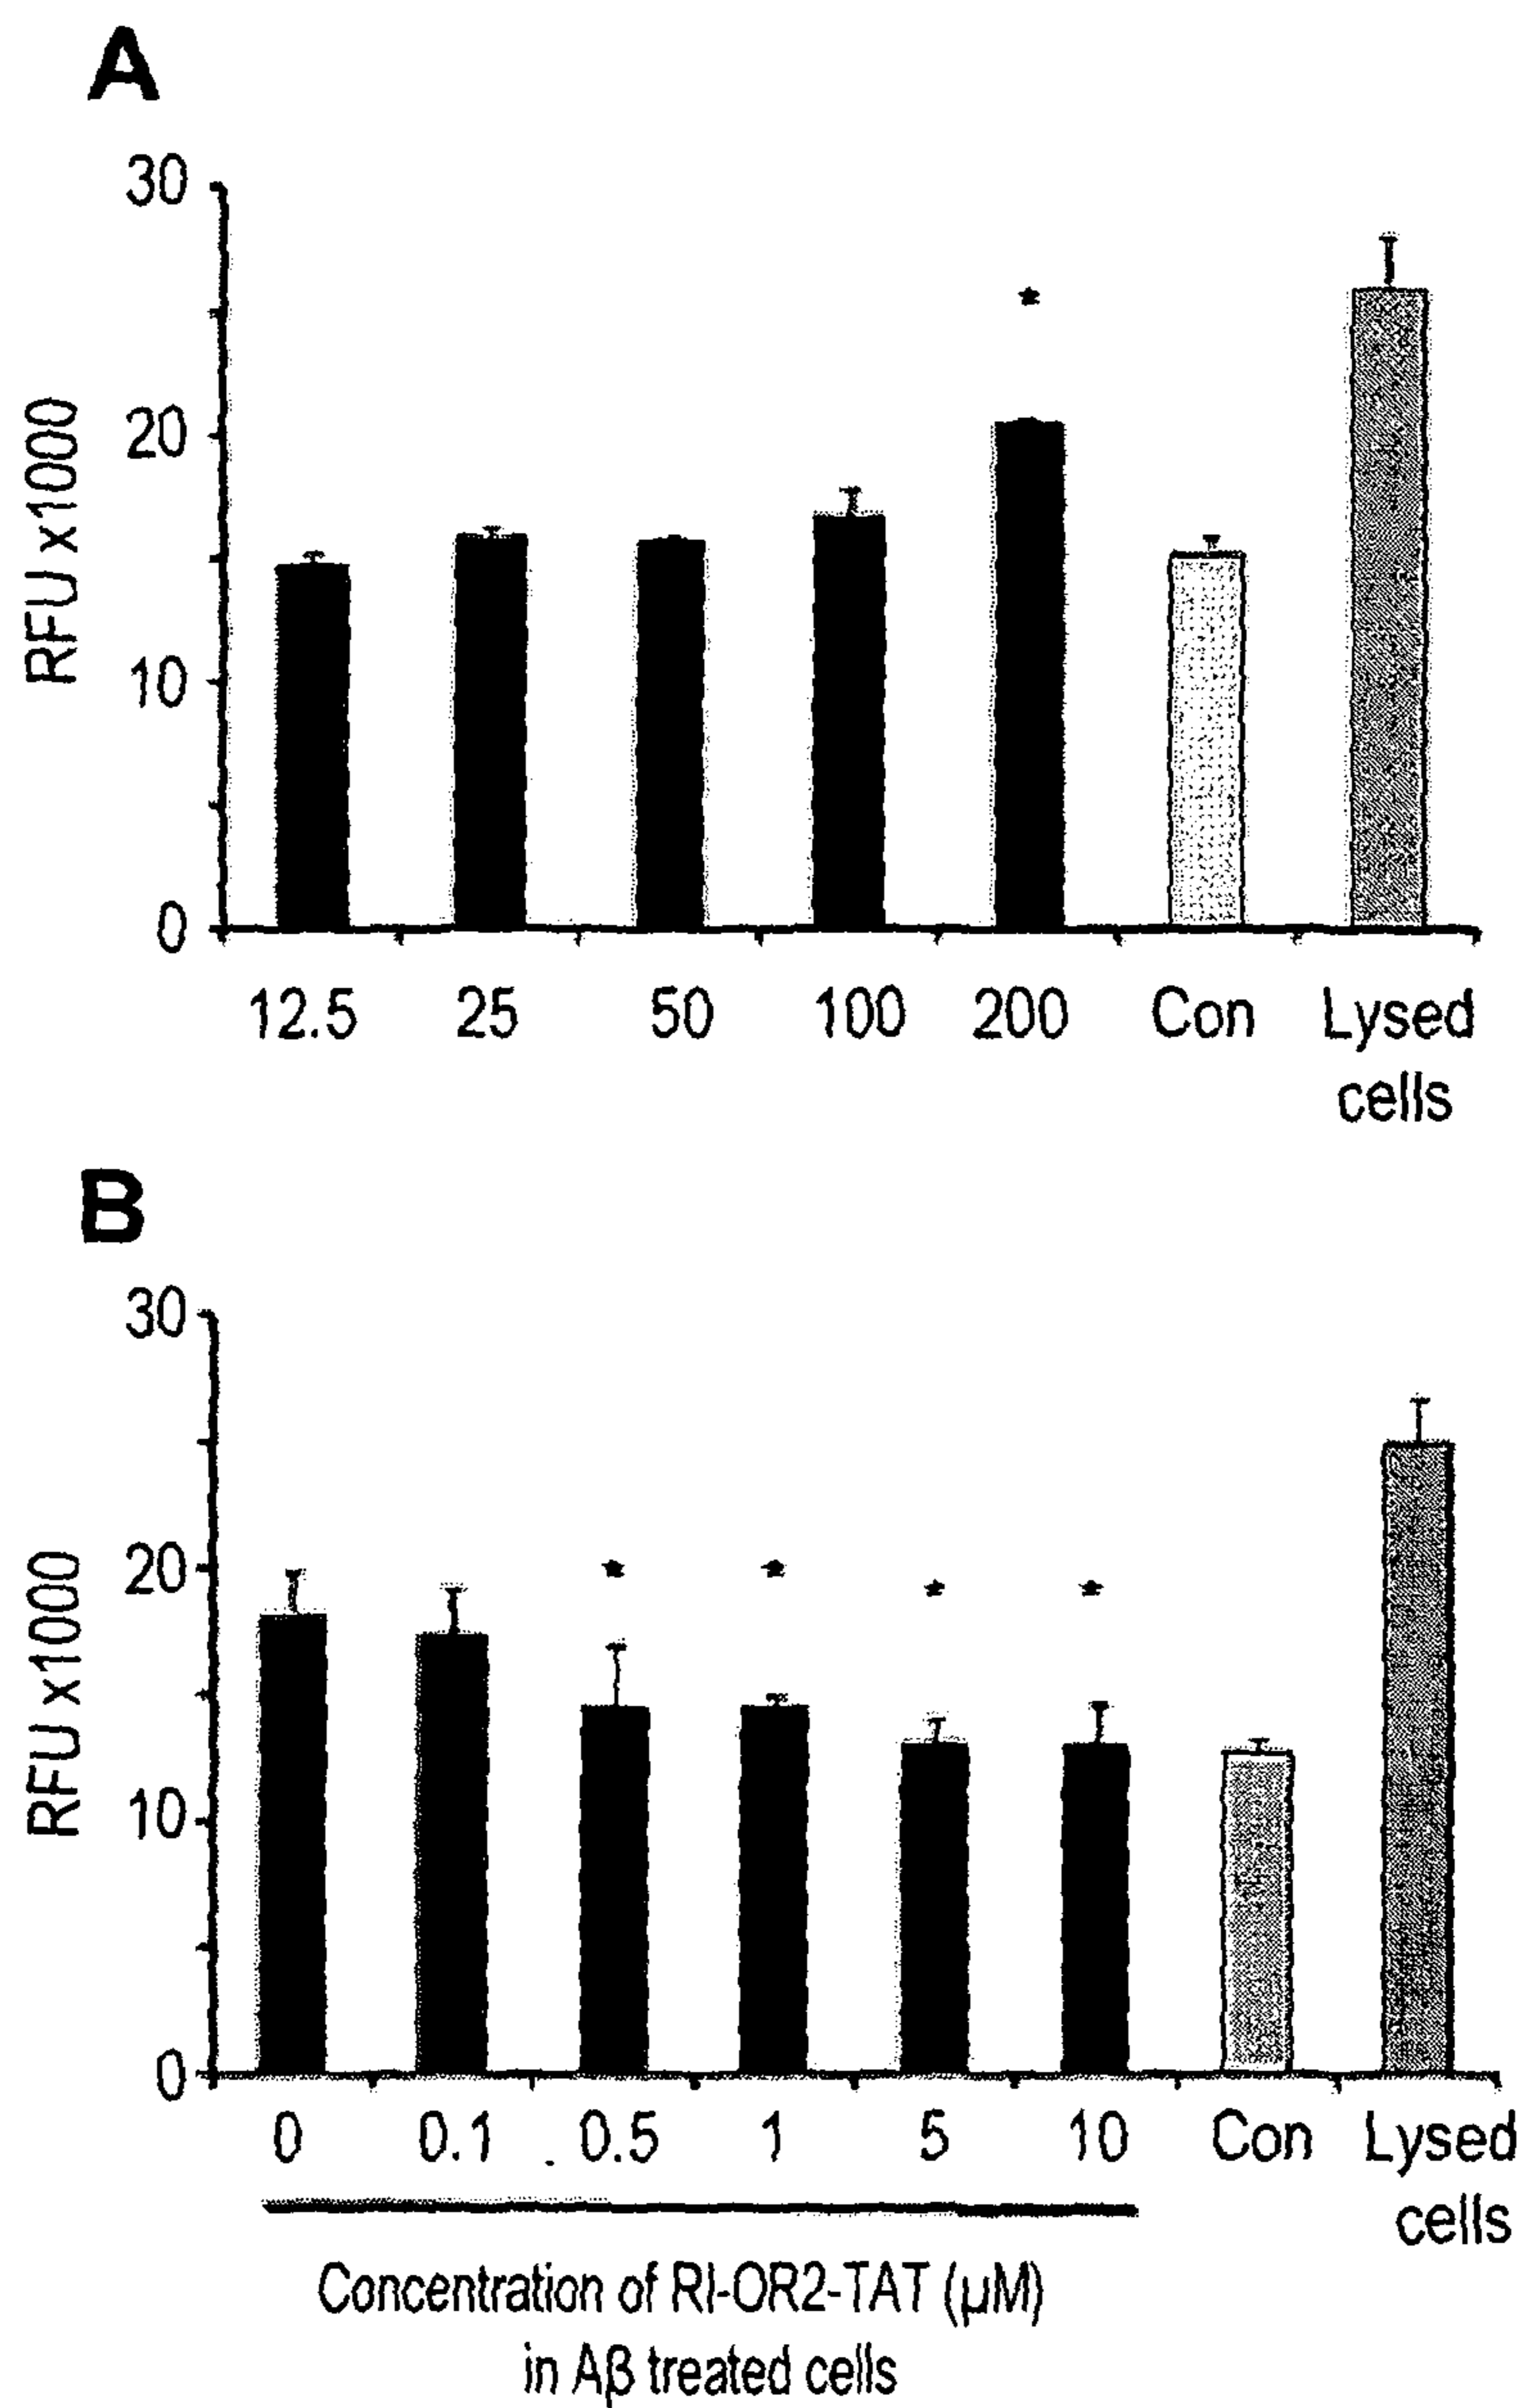 A
30
20
10
0
RFU x1000
*
12.5 25 50 100 200 Con Lysed
cells
B
30
20
10
0
RFU x1000
* * * *
0 0.1 0.5 1 5 10 Con Lysed
cells
Concentration of RI-OR2-TAT (µM)
in Aβ treated cells